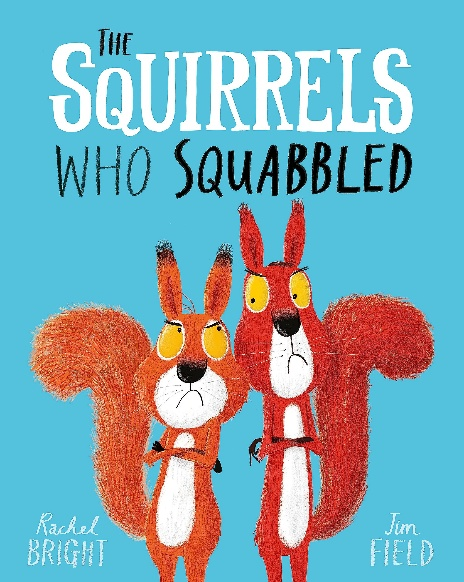 THE
SQUIRRELS
WHO SQUABBLED
Rachel
BRIGHT
Jim
FIELD